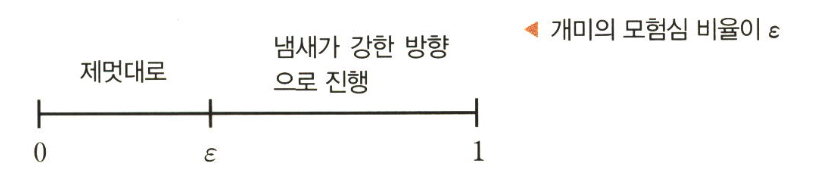 ◀ 개미의 모험심 비율이 ε
제멋대로
냄새가 강한 방향
으로 진행
0
ε
1